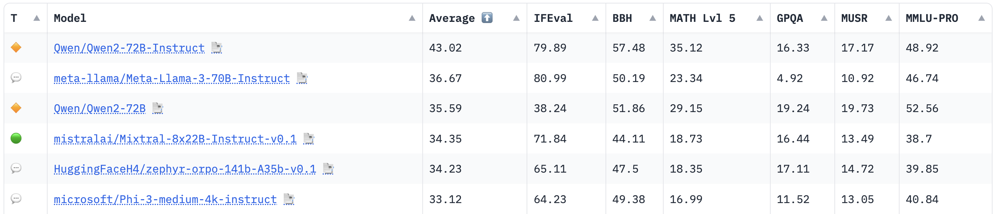 T Model Average IFEval BBH MATH Lvl 5 GPQA MUSR MMLU-PRO
Qwen/Qwen2-72B-Instruct 43.02 79.89 57.48 35.12 16.33 17.17 48.92
meta-llama/Meta-Llama-3-70B-Instruct 36.67 80.99 50.19 23.34 4.92 10.92 46.74
Qwen/Qwen2-72B 35.59 38.24 51.86 29.15 19.24 19.73 52.56
mistralai/Mixtral-8x22B-Instruct-v0.1 34.35 71.84 44.11 18.73 16.44 13.49 38.7
HuggingFaceH4/zephyr-orpo-141b-A35b-v0.1 34.23 65.11 47.5 18.35 17.11 14.72 39.85
microsoft/Phi-3-medium-4k-instruct 33.12 64.23 49.38 16.99 11.52 13.05 40.84